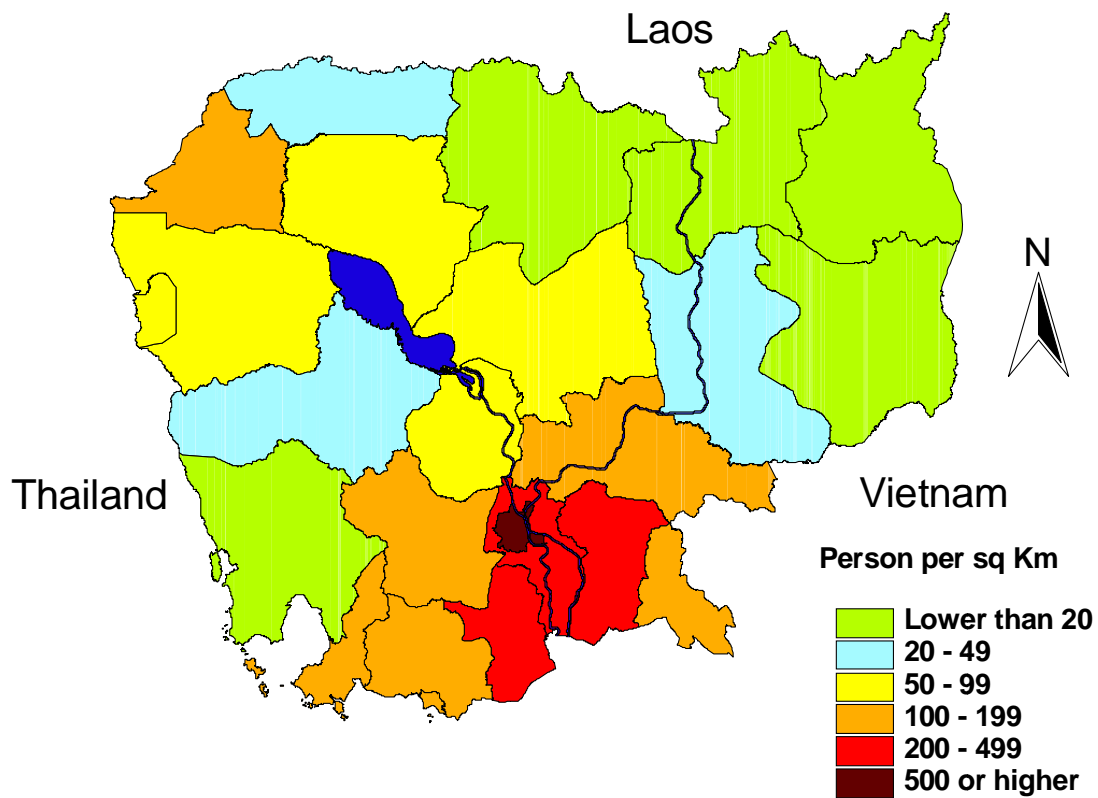 Laos
N
Thailand
Vietnam
Person per sq Km
Lower than 20
20 - 49
50 - 99
100 - 199
200 - 499
500 or higher